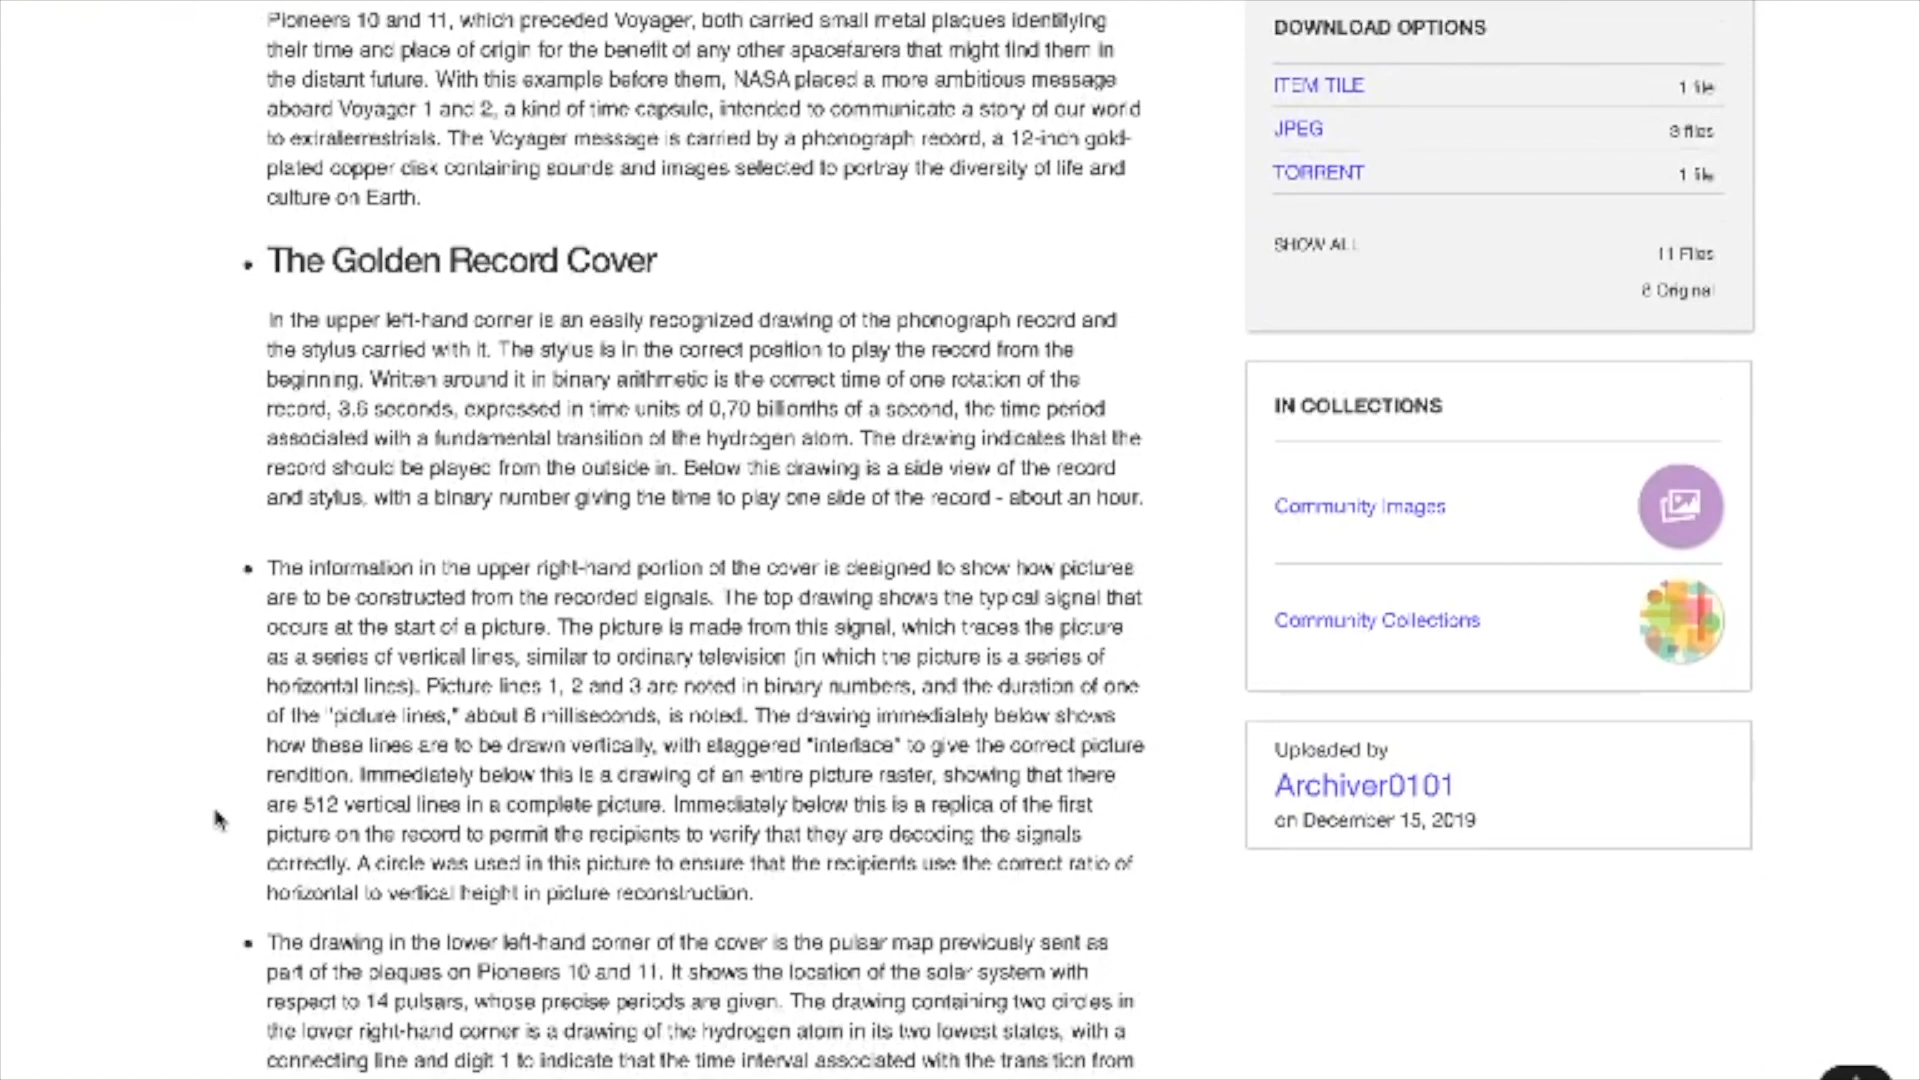 Pioneers 10 and 11, which preceded Voyager, both carried small metal plaques identifying
their time and place of origin for the benefit of any other spacefarers that might find them in
the distant future. With this example before them, NASA placed a more ambitious message
aboard Voyager 1 and 2, a kind of time capsule, intended to communicate a story of our world
to extraterrestrials. The Voyager message is carried by a phonograph record, a 12-inch gold-
plated copper disk containing sounds and images selected to portray the diversity of life and
culture on Earth.
• The Golden Record Cover
In the upper left-hand corner is an easily recognized drawing of the phonograph record and
the stylus carried with it. The stylus is in the correct position to play the record from the
beginning. Written around it in binary arithmetic is the correct time of one rotation of the
record, 3.6 seconds, expressed in time units of 0,70 billionths of a second, the time period
associated with a fundamental transition of the hydrogen atom. The drawing indicates that the
record should be played from the outside in. Below this drawing is a side view of the record
and stylus, with a binary number giving the time to play one side of the record - about an hour.
• The information in the upper right-hand portion of the cover is designed to show how pictures
are to be constructed from the recorded signals. The top drawing shows the typical signal that
occurs at the start of a picture. The picture is made from this signal, which traces the picture
as a series of vertical lines, similar to ordinary television (in which the picture is a series of
horizontal lines). Picture lines 1, 2 and 3 are noted in binary numbers, and the duration of one
of the "picture lines," about 8 milliseconds, is noted. The drawing immediately below shows
how these lines are to be drawn vertically, with staggered "interlace" to give the correct picture
rendition. Immediately below this is a drawing of an entire picture raster, showing that there
are 512 vertical lines in a complete picture. Immediately below this is a replica of the first
picture on the record to permit the recipients to verify that they are decoding the signals
correctly. A circle was used in this picture to ensure that the recipients use the correct ratio of
horizontal to vertical height in picture reconstruction.
• The drawing in the lower left-hand corner of the cover is the pulsar map previously sent as
part of the plaques on Pioneers 10 and 11. It shows the location of the solar system with
respect to 14 pulsars, whose precise periods are given. The drawing containing two circles in
the lower right-hand corner is a drawing of the hydrogen atom in its two lowest states, with a
connecting line and digit 1 to indicate that the time interval associated with the transition from
DOWNLOAD OPTIONS
ITEM TILE 1 file
JPEG 3 files
TORRENT 1 file
SHOW ALL 11 Files
8 Original
IN COLLECTIONS
Community Images
Community Collections
Uploaded by
Archiver0101
on December 15, 2019